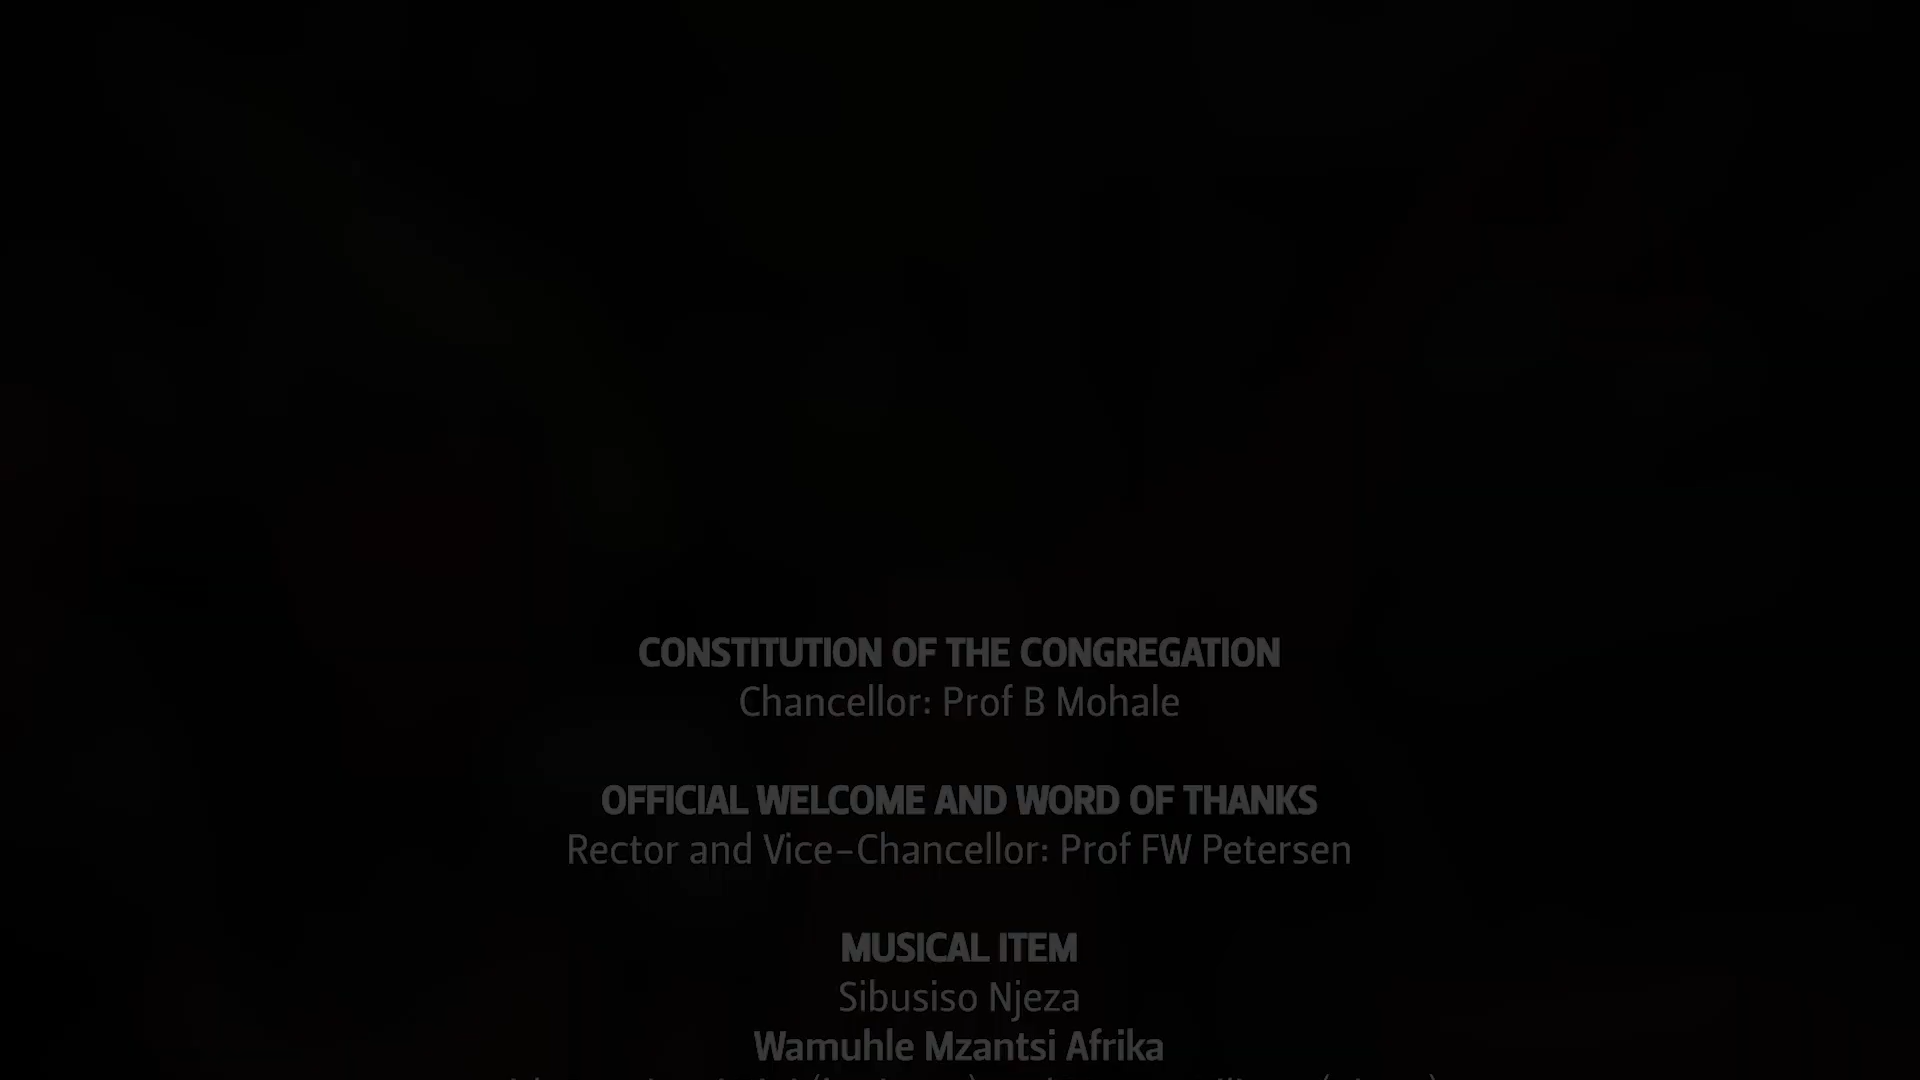 CONSTITUTION OF THE CONGREGATION
Chancellor: Prof B Mohale
OFFICIAL WELCOME AND WORD OF THANKS
Rector and Vice-Chancellor: Prof FW Petersen
MUSICAL ITEM
Sibusiso Njeza
Wamuhle Mzantsi Afrika